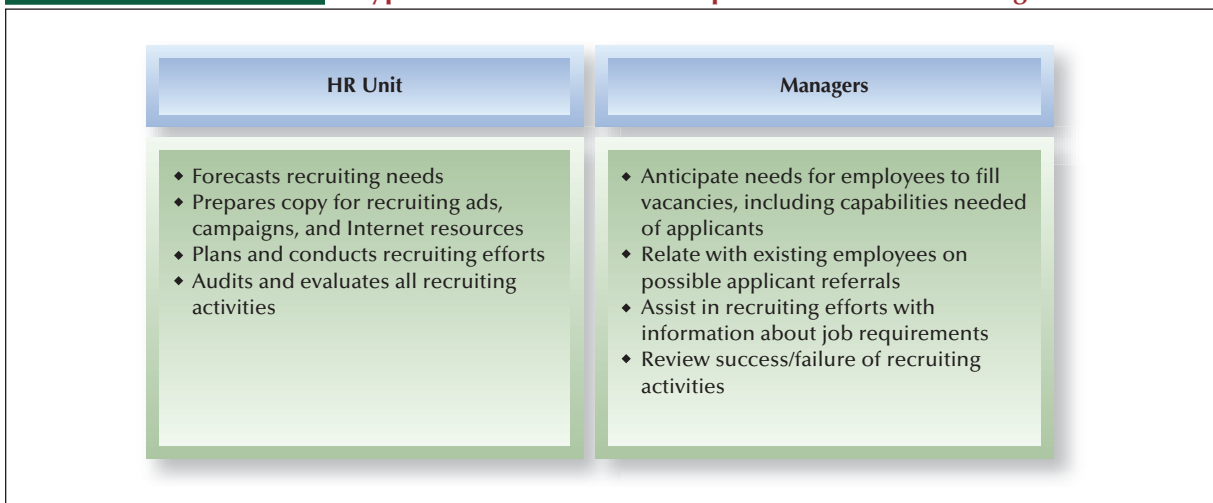 HR Unit
Managers
◆ Forecasts recruiting needs
◆ Prepares copy for recruiting ads,
campaigns, and Internet resources
◆ Plans and conducts recruiting efforts
◆ Audits and evaluates all recruiting
activities
◆ Anticipate needs for employees to fill
vacancies, including capabilities needed
of applicants
◆ Relate with existing employees on
possible applicant referrals
◆ Assist in recruiting efforts with
information about job requirements
◆ Review success/failure of recruiting
activities